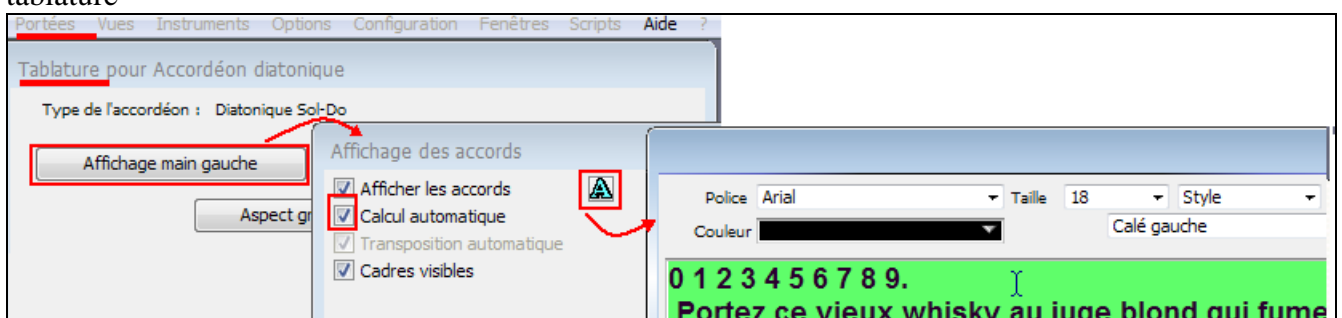 tablature
Portées Vues Instruments Options Configuration Fenêtres Scripts Aide ?
Tablature pour Accordéon diatonique
Type de l'accordéon : Diatonique Sol-Do
Affichage main gauche
Aspect gr
Affichage des accords
Afficher les accords
A
Calcul automatique
Transposition automatique
Cadres visibles
Police Arial Taille 18 Style
Couleur Calé gauche
0 1 2 3 4 5 6 7 8 9.
Portez ce vieux whisky au juge blond qui fume